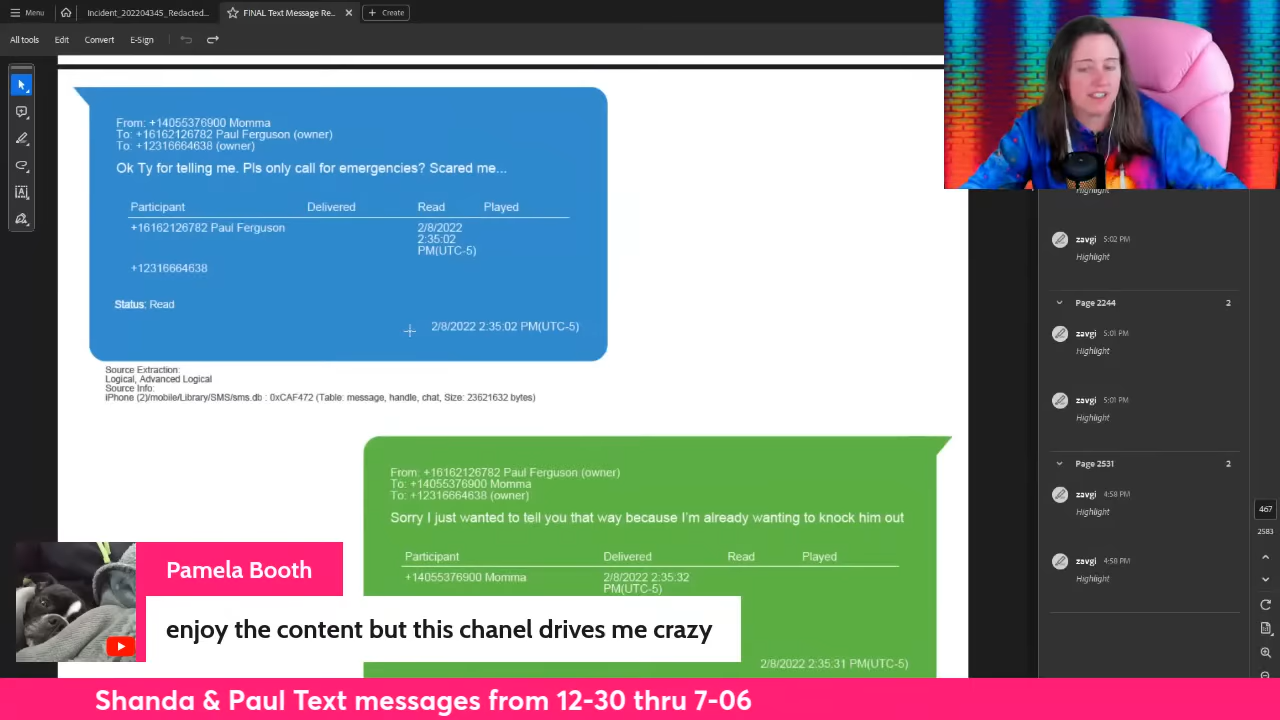 Menu
Incident_202204345_Redacted...
FINAL Text Message Re...
Create
All tools
Edit
Convert
E-Sign
From: +14055376900 Momma
To: +16162126782 Paul Ferguson (owner)
To: +12316664638 (owner)
Ok Ty for telling me. Pls only call for emergencies? Scared me...
Participant Delivered Read Played
+16162126782 Paul Ferguson 2/8/2022
2:35:02
PM(UTC-5)
+12316664638
Status: Read
2/8/2022 2:35:02 PM(UTC-5)
Source Extraction:
Logical, Advanced Logical
Source Info:
iPhone (2)/mobile/Library/SMS/sms.db : 0xCAF472 (Table: message, handle, chat, Size: 23621632 bytes)
From: +16162126782 Paul Ferguson (owner)
To: +14055376900 Momma
To: +12316664638 (owner)
Sorry I just wanted to tell you that way because I'm already wanting to knock him out
Participant Delivered Read Played
+14055376900 Momma 2/8/2022 2:35:32
PM(UTC-5)
2/8/2022 2:35:31 PM(UTC-5)
Highlight
zavgi 5:02 PM
Highlight
Page 2244 2
zavgi 5:01 PM
Highlight
zavgi 5:01 PM
Highlight
Page 2531 2
zavgi 4:58 PM
Highlight
zavgi 4:58 PM
Highlight
467
2583
Pamela Booth
enjoy the content but this chanel drives me crazy
Shanda & Paul Text messages from 12-30 thru 7-06